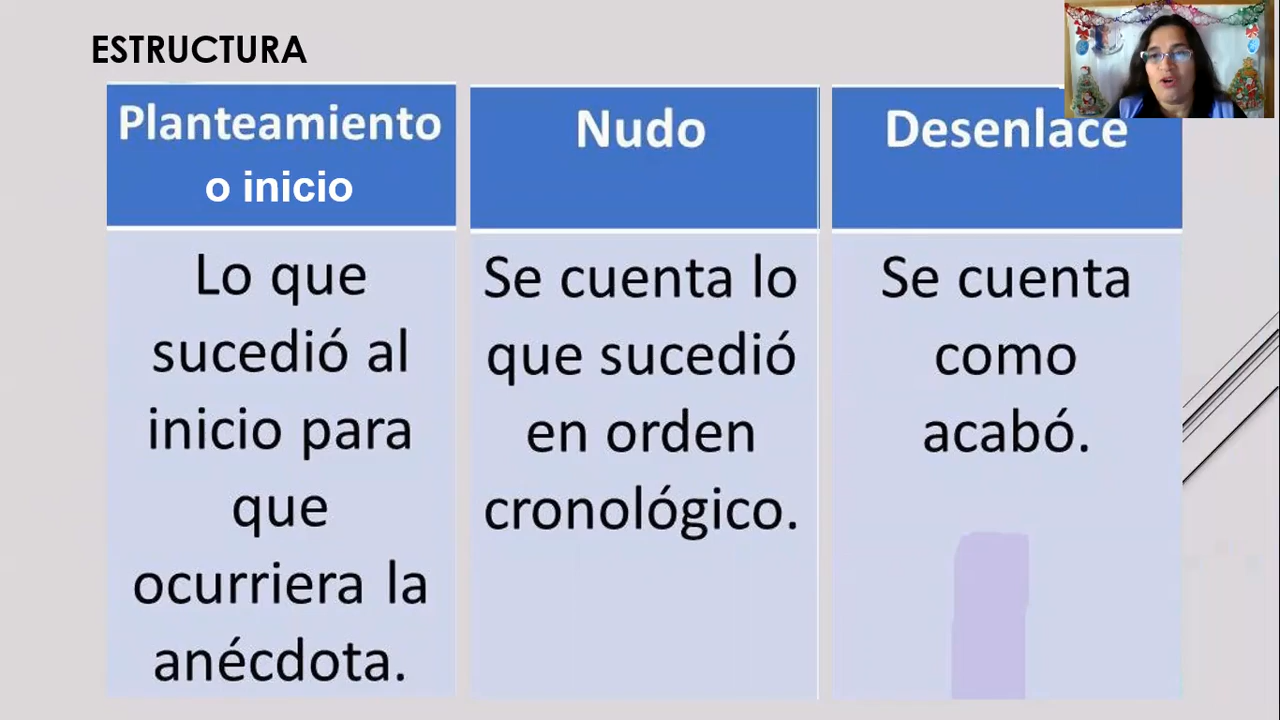 ESTRUCTURA
Planteamiento
o inicio
Lo que
sucedió al
inicio para
que
ocurriera la
anécdota.
Nudo
Se cuenta lo
que sucedió
en orden
cronológico.
Desenlace
Se cuenta
como
acabó.